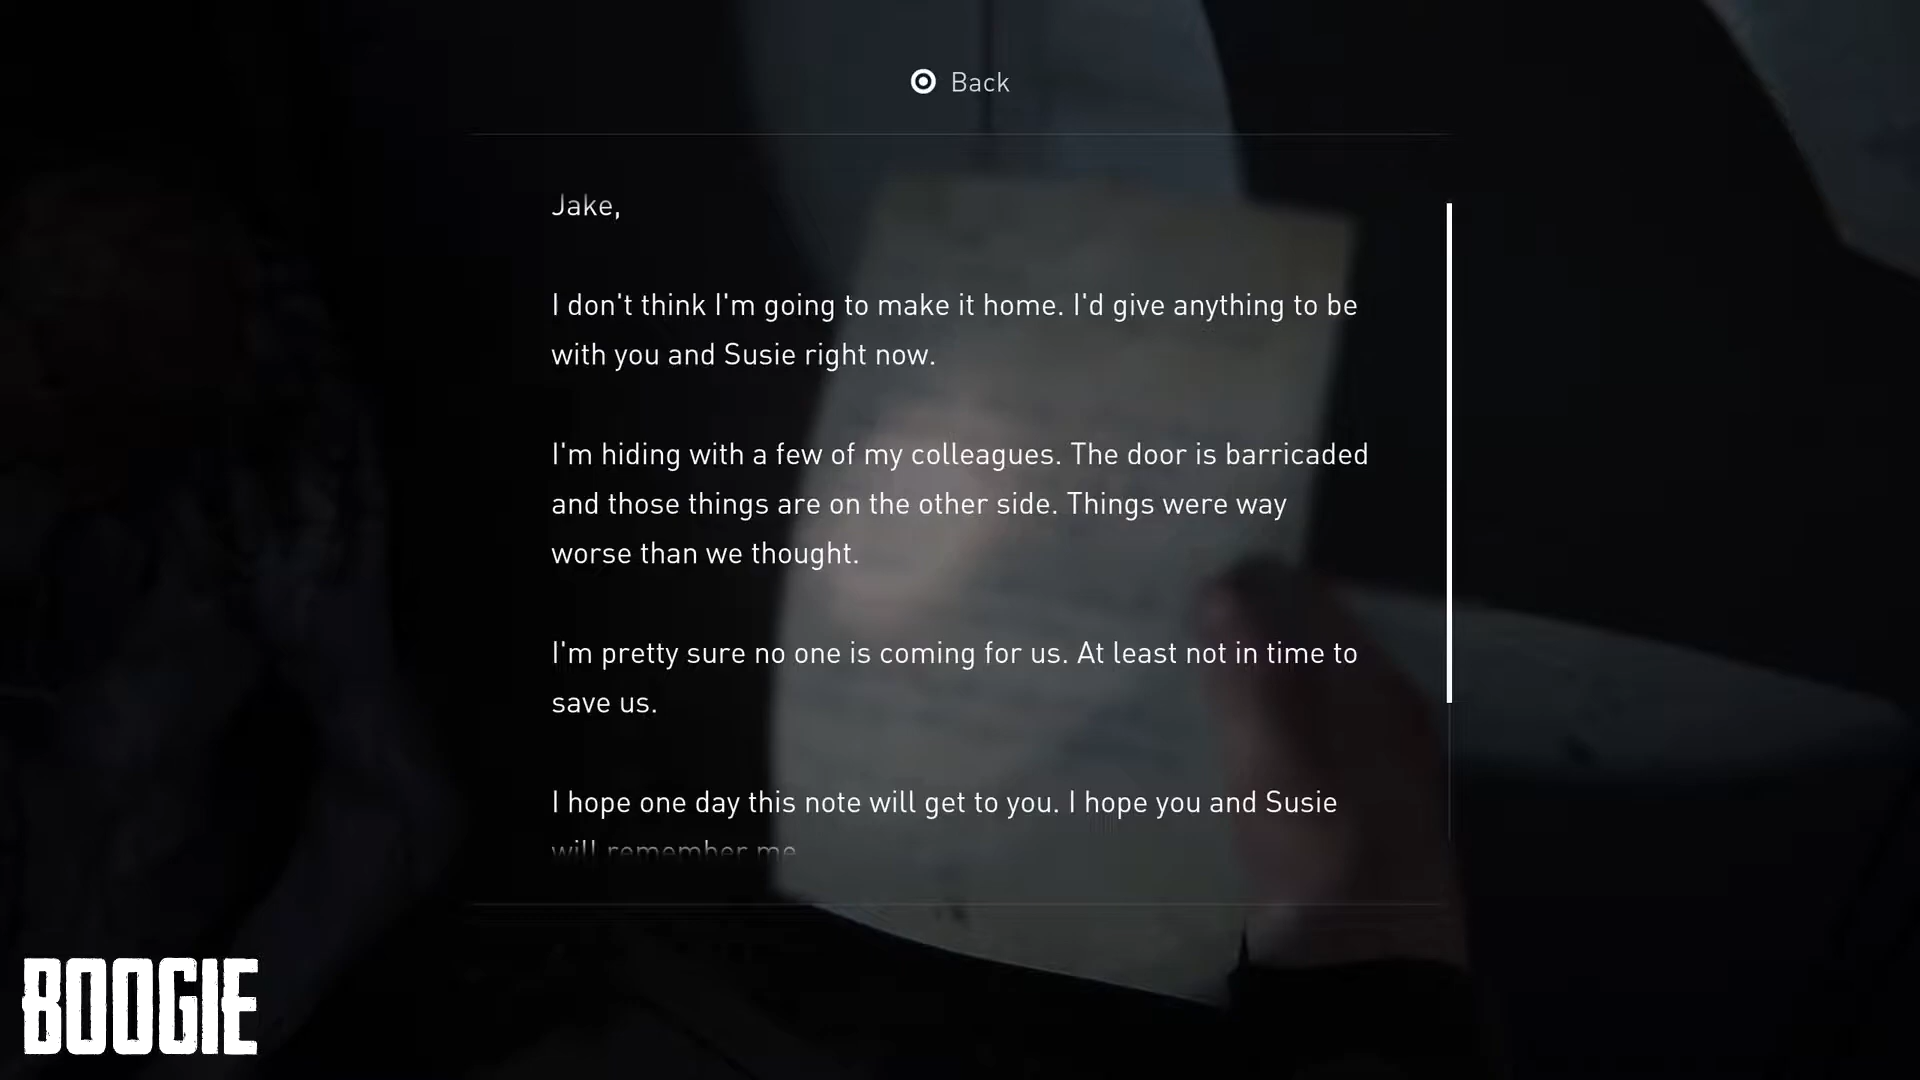 Back
Jake,
I don't think I'm going to make it home. I'd give anything to be
with you and Susie right now.
I'm hiding with a few of my colleagues. The door is barricaded
and those things are on the other side. Things were way
worse than we thought.
I'm pretty sure no one is coming for us. At least not in time to
save us.
I hope one day this note will get to you. I hope you and Susie
will remember me
BOOGIE